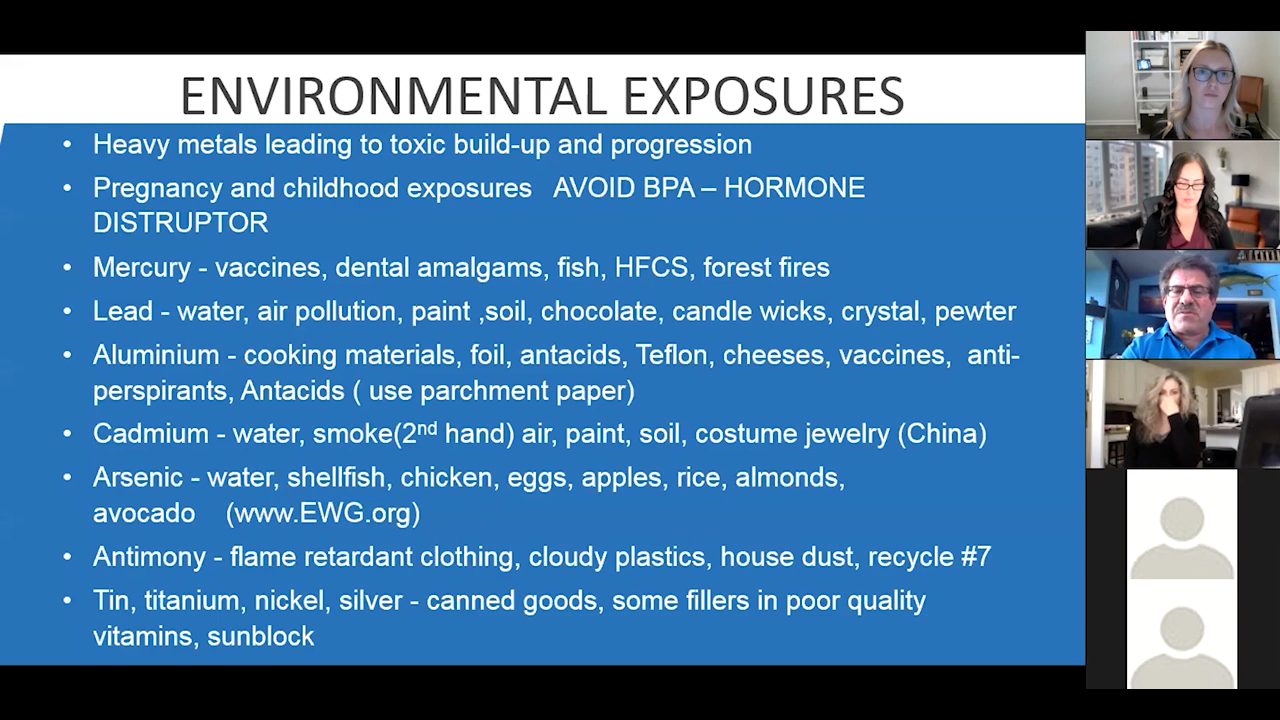 ENVIRONMENTAL EXPOSURES
• Heavy metals leading to toxic build-up and progression
• Pregnancy and childhood exposures AVOID BPA – HORMONE
DISTRUPTOR
• Mercury - vaccines, dental amalgams, fish, HFCS, forest fires
• Lead - water, air pollution, paint ,soil, chocolate, candle wicks, crystal, pewter
• Aluminium - cooking materials, foil, antacids, Teflon, cheeses, vaccines, anti-
perspirants, Antacids ( use parchment paper)
• Cadmium - water, smoke(2nd hand) air, paint, soil, costume jewelry (China)
• Arsenic - water, shellfish, chicken, eggs, apples, rice, almonds,
avocado (www.EWG.org)
• Antimony - flame retardant clothing, cloudy plastics, house dust, recycle #7
• Tin, titanium, nickel, silver - canned goods, some fillers in poor quality
vitamins, sunblock